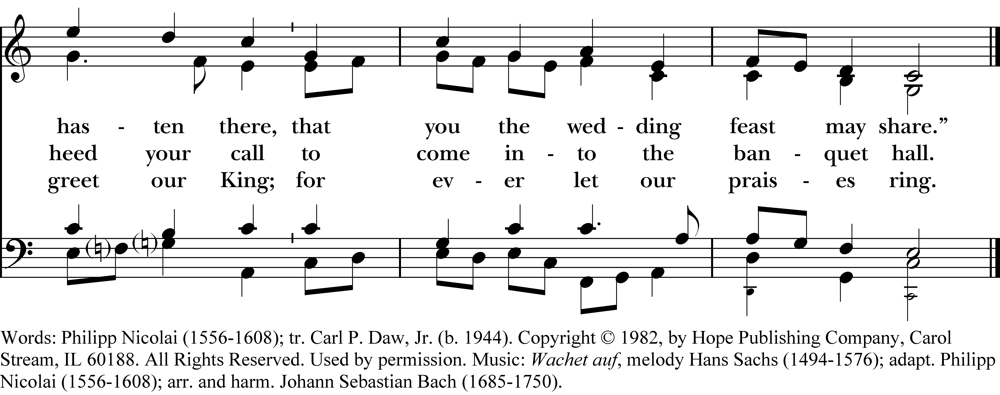 has - ten there, that you the wed - ding feast may share.”
heed your call to come in - to the ban - quet hall.
greet our King; for ev - er let our prais - es ring.
Words: Philipp Nicolai (1556-1608); tr. Carl P. Daw, Jr. (b. 1944). Copyright © 1982, by Hope Publishing Company, Carol
Stream, IL 60188. All Rights Reserved. Used by permission. Music: Wachet auf, melody Hans Sachs (1494-1576); adapt. Philipp
Nicolai (1556-1608); arr. and harm. Johann Sebastian Bach (1685-1750).